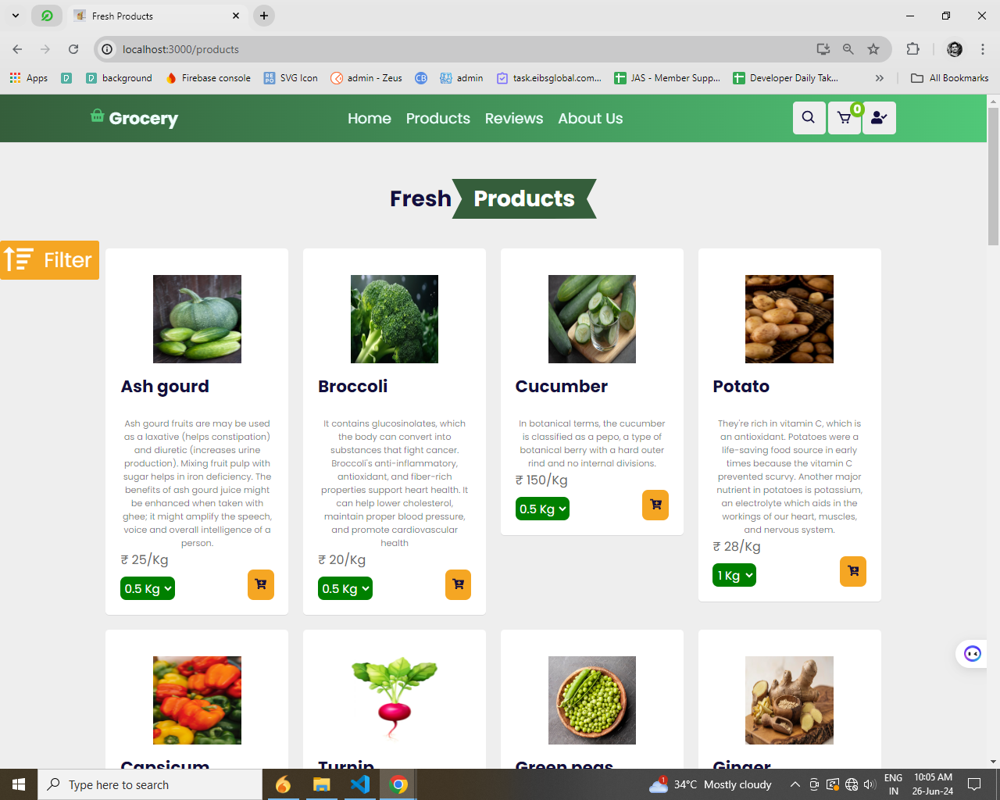 Fresh Products
localhost:3000/products
Apps
background
Firebase console
SVG Icon
admin - Zeus
CB
admin
task.eibsglobal.com...
JAS - Member Supp...
Developer Daily Tak...
All Bookmarks
Grocery
Home
Products
Reviews
About Us
0
Fresh Products
Filter
Ash gourd
Ash gourd fruits are may be used
as a laxative (helps constipation)
and diuretic (increases urine
production). Mixing fruit pulp with
sugar helps in iron deficiency. The
benefits of ash gourd juice might
be enhanced when taken with
ghee; it might amplify the speech,
voice and overall intelligence of a
person.
₹ 25/Kg
0.5 Kg
Broccoli
It contains glucosinolates, which
the body can convert into
substances that fight cancer.
Broccoli's anti-inflammatory,
antioxidant, and fiber-rich
properties support heart health. It
can help lower cholesterol,
maintain proper blood pressure,
and promote cardiovascular
health
₹ 20/Kg
0.5 Kg
Cucumber
In botanical terms, the cucumber
is classified as a pepo, a type of
botanical berry with a hard outer
rind and no internal divisions.
₹ 150/Kg
0.5 Kg
Potato
They're rich in vitamin C, which is
an antioxidant. Potatoes were a
life-saving food source in early
times because the vitamin C
prevented scurvy. Another major
nutrient in potatoes is potassium,
an electrolyte which aids in the
workings of our heart, muscles,
and nervous system.
₹ 28/Kg
1 Kg
Capsicum
Turnip
Green peas
Ginger
Type here to search
1
34°C Mostly cloudy
ENG
IN
10:05 AM
26-Jun-24